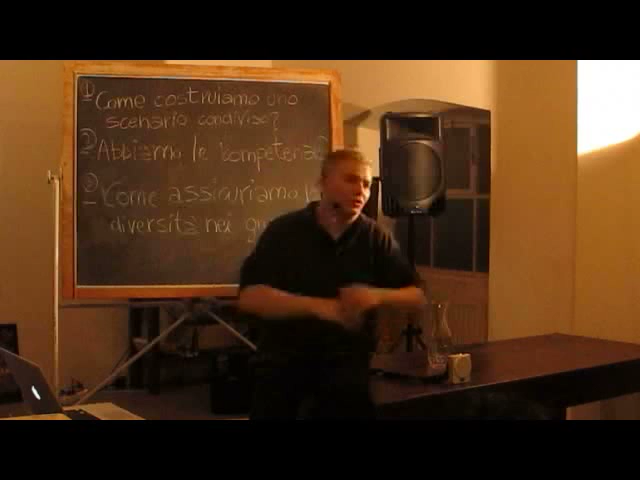 ① Come costruiamo uno
scenario condiviso?
② Abbiamo le competenze
③ Come assicuriamo
diversità nei